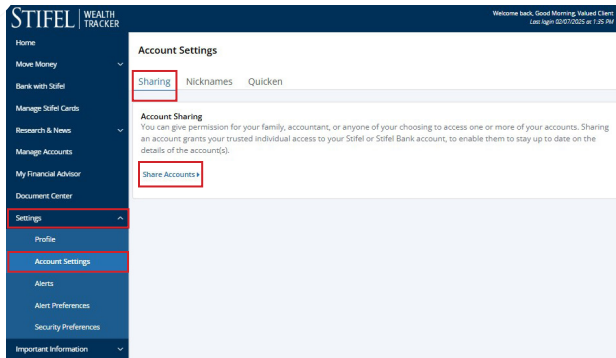 STIFEL | WEALTH TRACKER
Welcome back, Good Morning, Valued Client
Last login 02/07/2025 at 1:35 PM
Home
Move Money
Bank with Stifel
Manage Stifel Cards
Research & News
Manage Accounts
My Financial Advisor
Document Center
Settings
Profile
Account Settings
Alerts
Alert Preferences
Security Preferences
Important Information
Account Settings
Sharing Nicknames Quicken
Account Sharing
You can give permission for your family, accountant, or anyone of your choosing to access one or more of your accounts. Sharing
an account grants your trusted individual access to your Stifel or Stifel Bank account, to enable them to stay up to date on the
details of the account(s).
Share Accounts